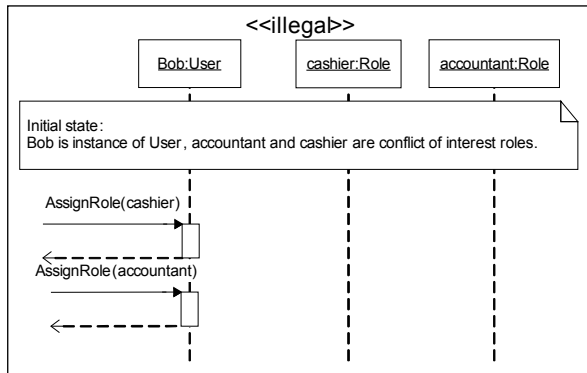 <<illegal>>
Bob:User
cashier:Role
accountant:Role
Initial state:
Bob is instance of User, accountant and cashier are conflict of interest roles.
AssignRole(cashier)
AssignRole(accountant)